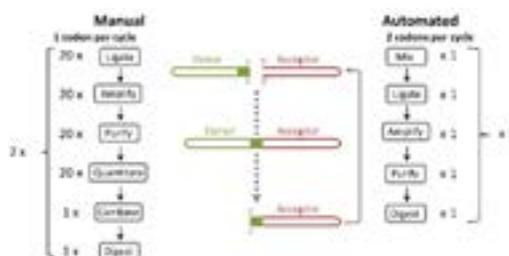 Manual
1 codon per cycle
20 x Ligate
20 x Amplify
20 x Purify
20 x Quantitate
1 x Combine
1 x Digest
2 x
Donor Acceptor
Donor Acceptor
Acceptor
Automated
2 codons per cycle
Mix x 1
Ligate x 1
Amplify x 1
Purify x 1
Digest x 1